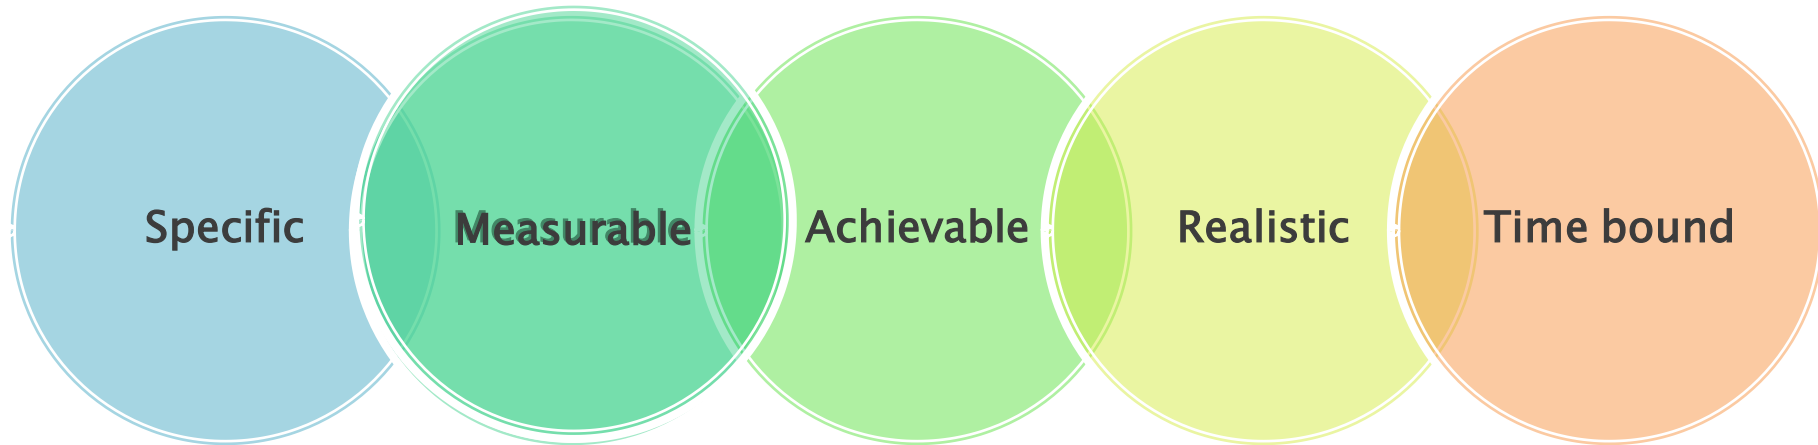 Specific
Measurable
Achievable
Realistic
Time bound